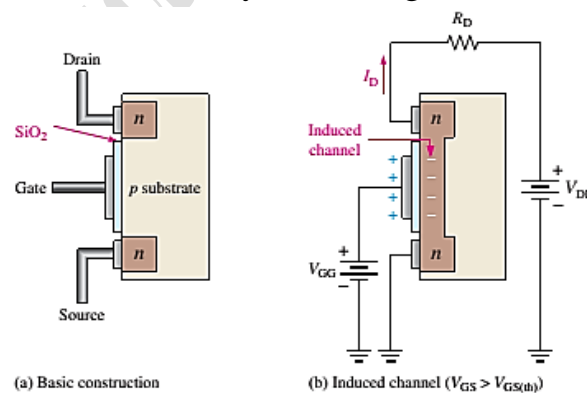 Drain
n
SiO2
Gate
p substrate
n
Source
(a) Basic construction
RD
ID
n
Induced
channel
+
+
+
+
–
–
–
–
+
–
VGG
+
–
n
(b) Induced channel (VGS > VGS(th))